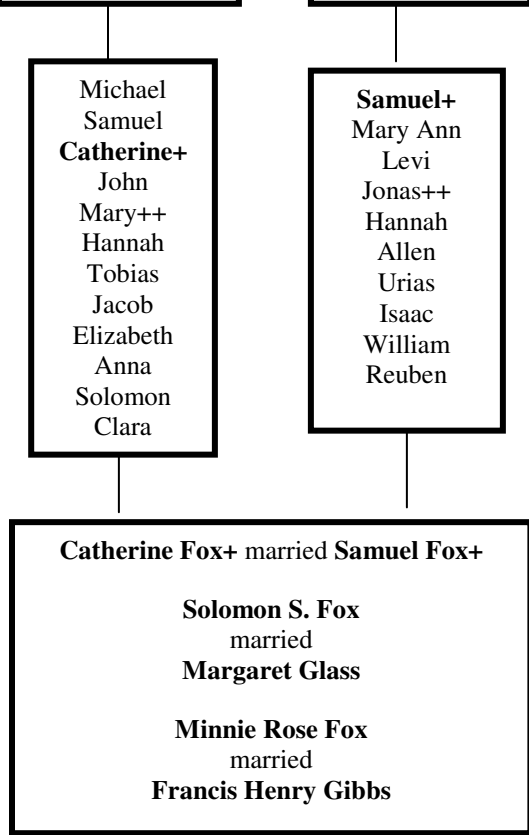 Michael
Samuel
Catherine+
John
Mary++
Hannah
Tobias
Jacob
Elizabeth
Anna
Solomon
Clara
Samuel+
Mary Ann
Levi
Jonas++
Hannah
Allen
Urias
Isaac
William
Reuben
Catherine Fox+ married Samuel Fox+
Solomon S. Fox
married
Margaret Glass
Minnie Rose Fox
married
Francis Henry Gibbs